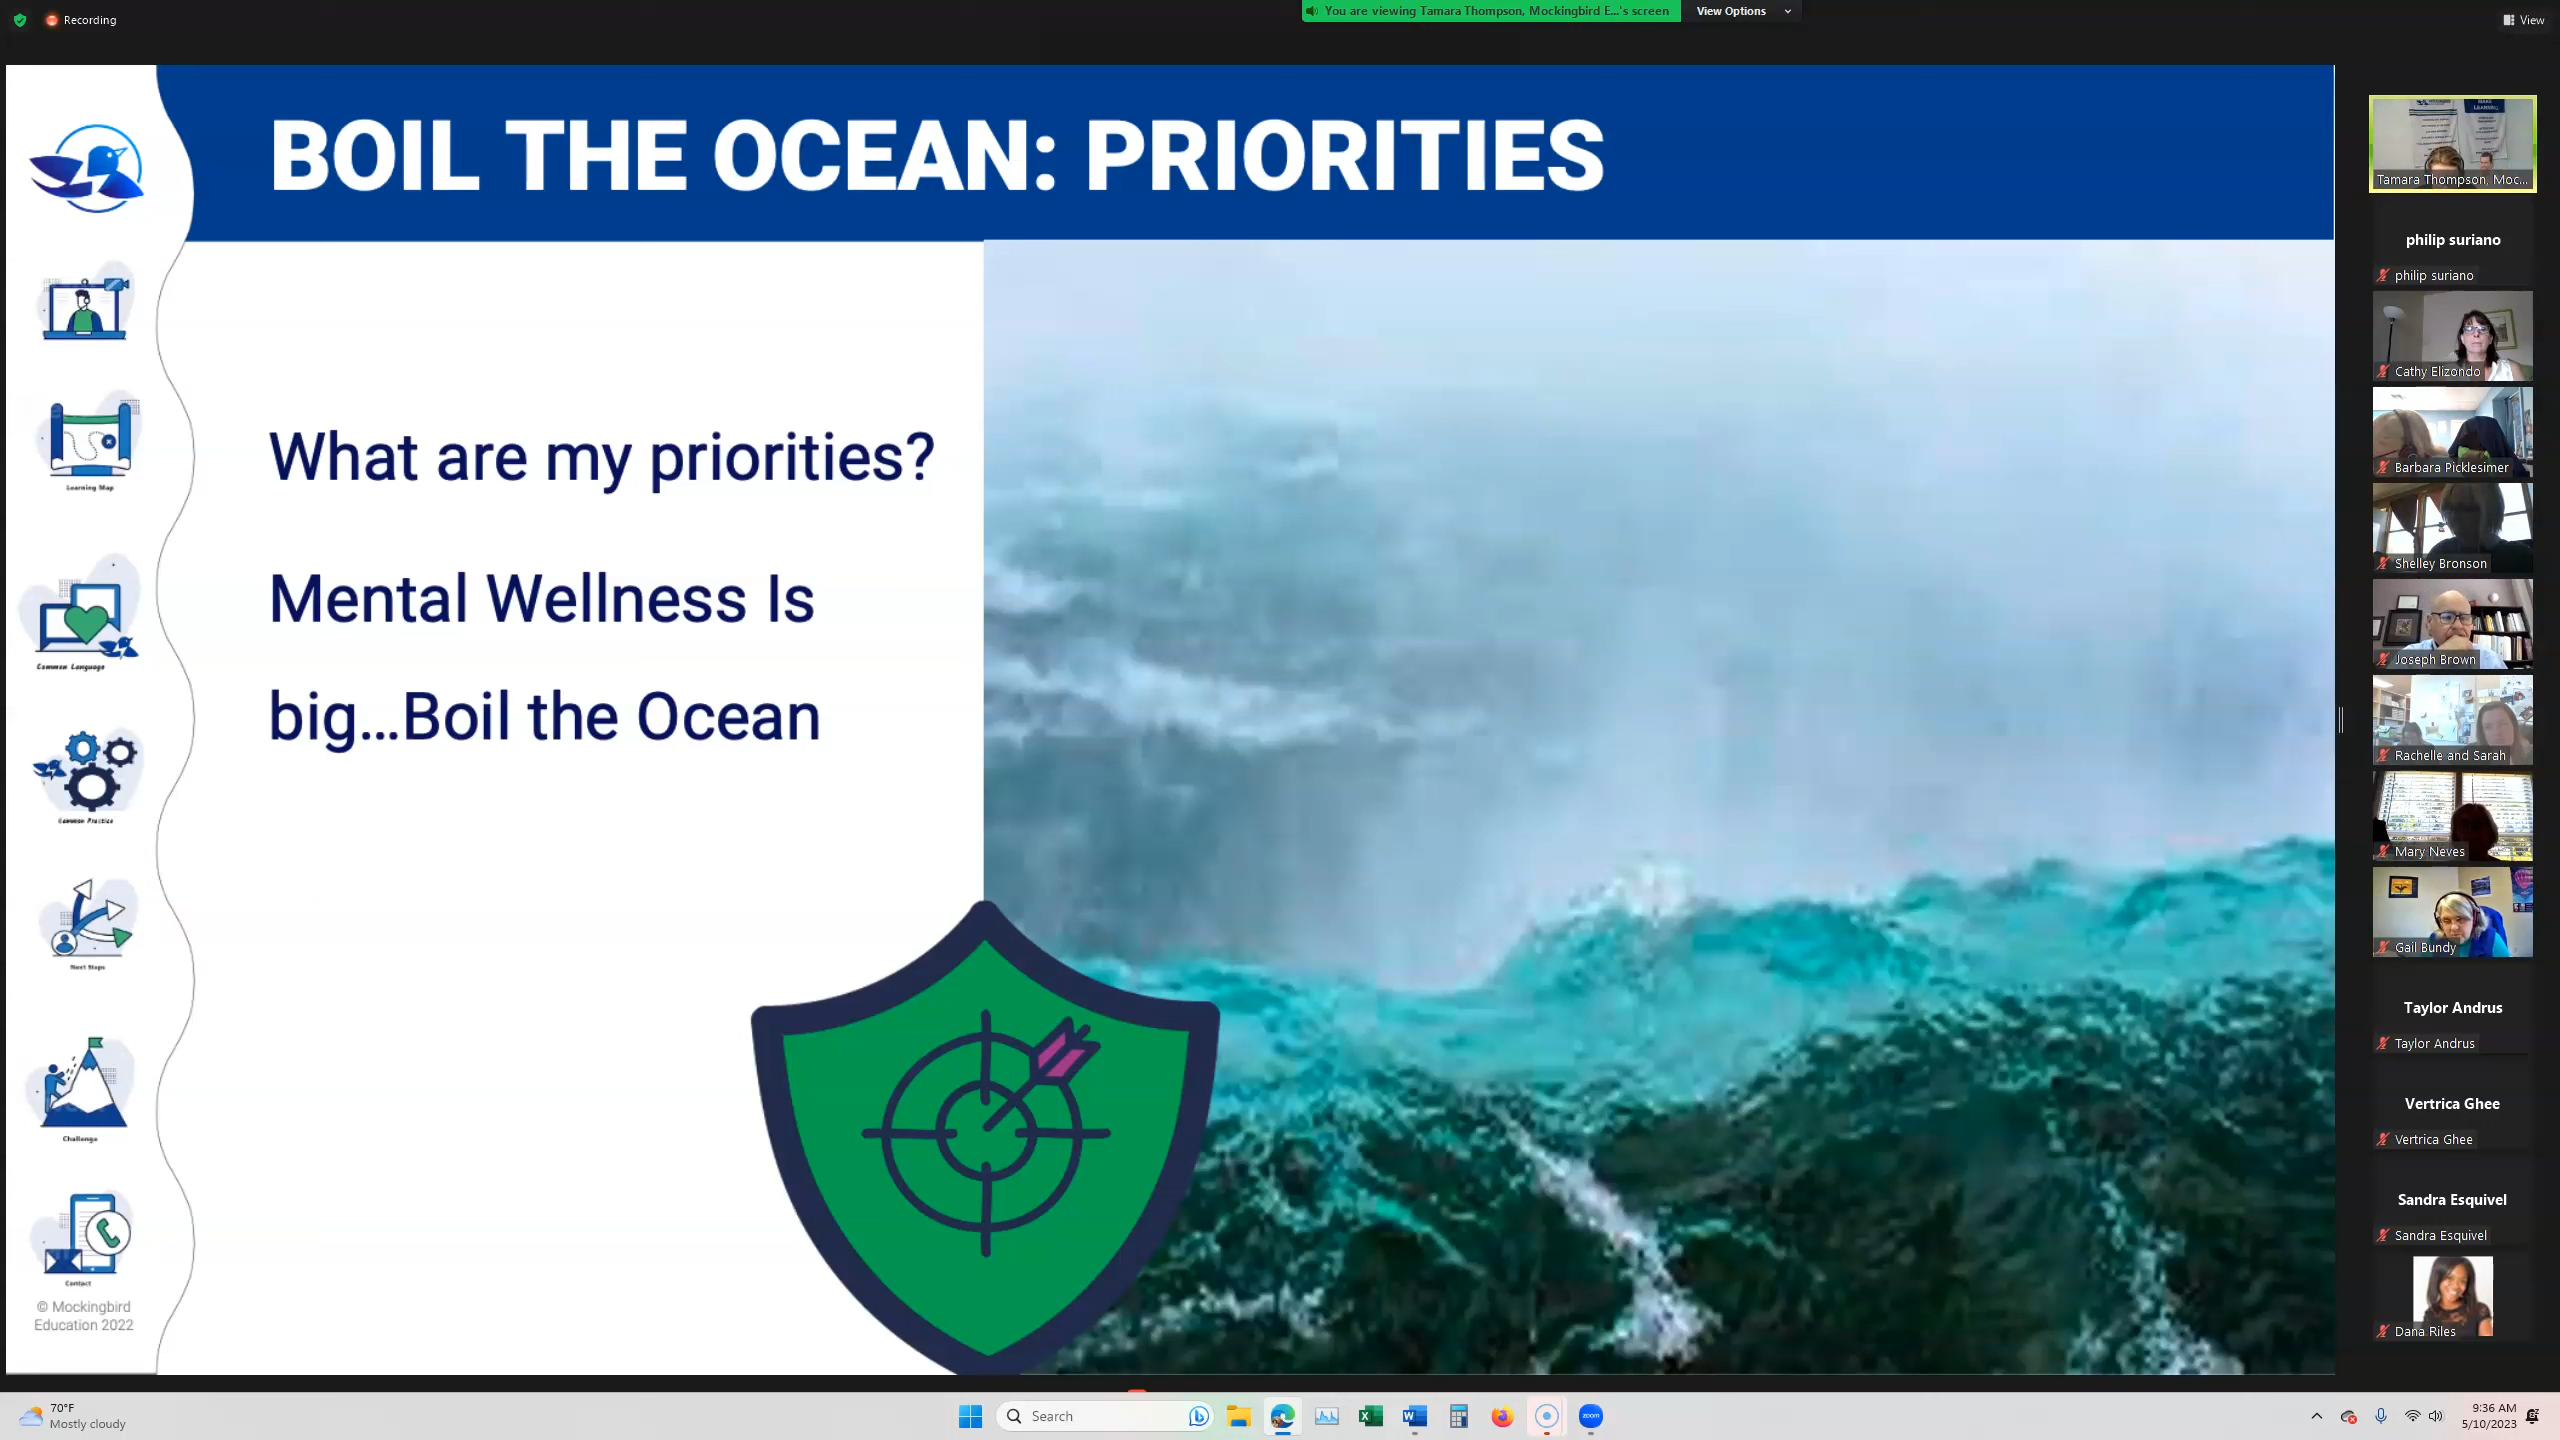 Recording
You are viewing Tamara Thompson, Mockingbird E...'s screen
View Options
View
BOIL THE OCEAN: PRIORITIES
What are my priorities?
Mental Wellness Is
big...Boil the Ocean
Learning Map
Common Language
Common Practice
Next Steps
Challenge
Contact
© Mockingbird
Education 2022
Tamara Thompson, Moc...
philip suriano
philip suriano
Cathy Elizondo
Barbara Picklesimer
Shelley Bronson
Joseph Brown
Rachelle and Sarah
Mary Neves
Gail Bundy
Taylor Andrus
Taylor Andrus
Vertrica Ghee
Vertrica Ghee
Sandra Esquivel
Sandra Esquivel
Dana Riles
70°F
Mostly cloudy
Search
zoom
9:36 AM
5/10/2023